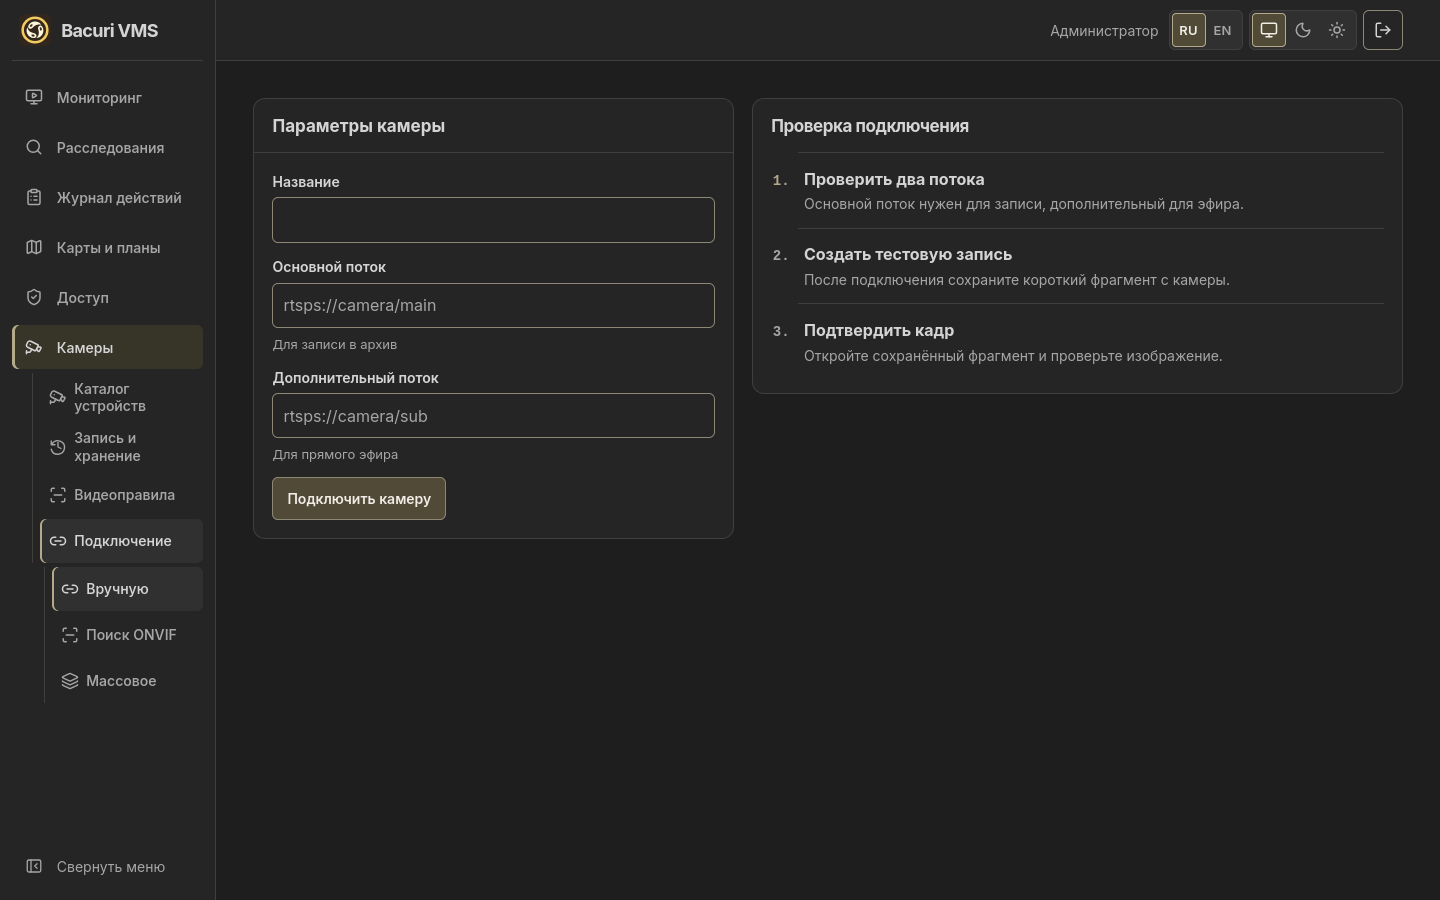 Bacuri VMS
Администратор
RU
EN
Мониторинг
Расследования
Журнал действий
Карты и планы
Доступ
Камеры
Каталог
устройств
Запись и
хранение
Видеоправила
Подключение
Вручную
Поиск ONVIF
Массовое
Свернуть меню
Параметры камеры
Название
Основной поток
rtsps://camera/main
Для записи в архив
Дополнительный поток
rtsps://camera/sub
Для прямого эфира
Подключить камеру
Проверка подключения
1. Проверить два потока
Основной поток нужен для записи, дополнительный для эфира.
2. Создать тестовую запись
После подключения сохраните короткий фрагмент с камеры.
3. Подтвердить кадр
Откройте сохранённый фрагмент и проверьте изображение.